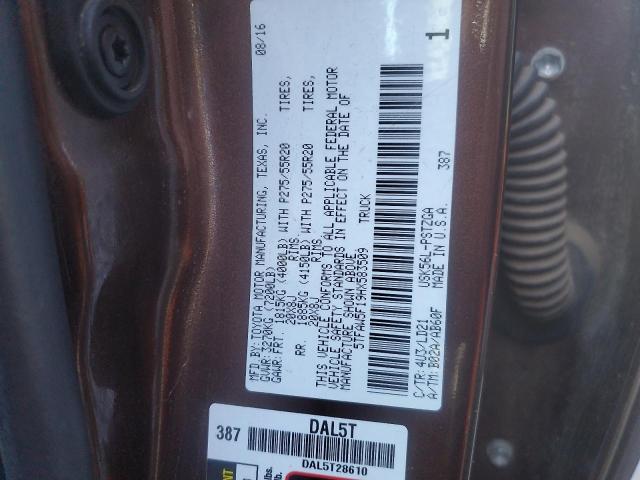 MFD BY: TOYOTA MOTOR MANUFACTURING, TEXAS, INC. 08/16
GVWR: 3270KG (7200LB)
GAWR: FRT. 1815KG (4000LB) WITH P275/55R20 TIRES,
20X8J RIMS,
RR. 1885KG (4150LB) WITH P275/55R20 TIRES,
20X8J RIMS,
THIS VEHICLE CONFORMS TO ALL APPLICABLE FEDERAL MOTOR
VEHICLE SAFETY STANDARDS IN EFFECT ON THE DATE OF
MANUFACTURE SHOWN ABOVE.
5TFAW5F19HX583509 TRUCK
C/TR: 4U3/LD21 USK56L-PSTZGA
A/TM: B02A/AB60F MADE IN U.S.A. 387
1
387 DAL5T
DAL5T28610